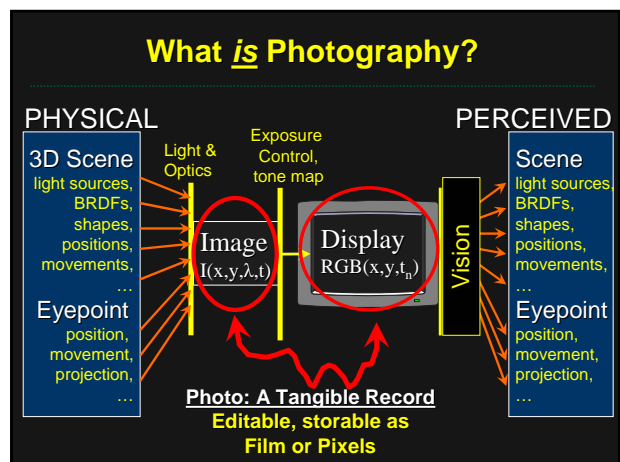 What is Photography?
PHYSICAL
3D Scene
light sources,
BRDFs,
shapes,
positions,
movements,
…
Eyepoint
position,
movement,
projection,
…
Light &
Optics
Image
I(x,y,λ,t)
Exposure
Control,
tone map
Display
RGB(x,y,tₙ)
Vision
PERCEIVED
Scene
light sources,
BRDFs,
shapes,
positions,
movements,
…
Eyepoint
position,
movement,
projection,
…
Photo: A Tangible Record
Editable, storable as
Film or Pixels